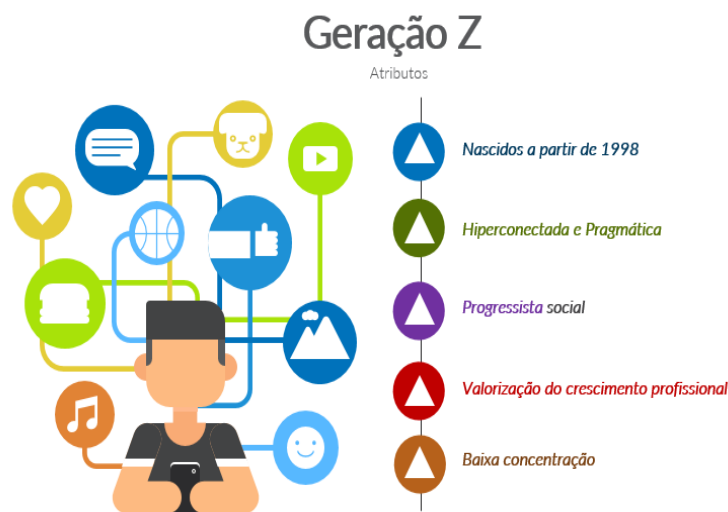 Geração Z
Atributos
Nascidos a partir de 1998
Hiperconectada e Pragmática
Progressista social
Valorização do crescimento profissional
Baixa concentração